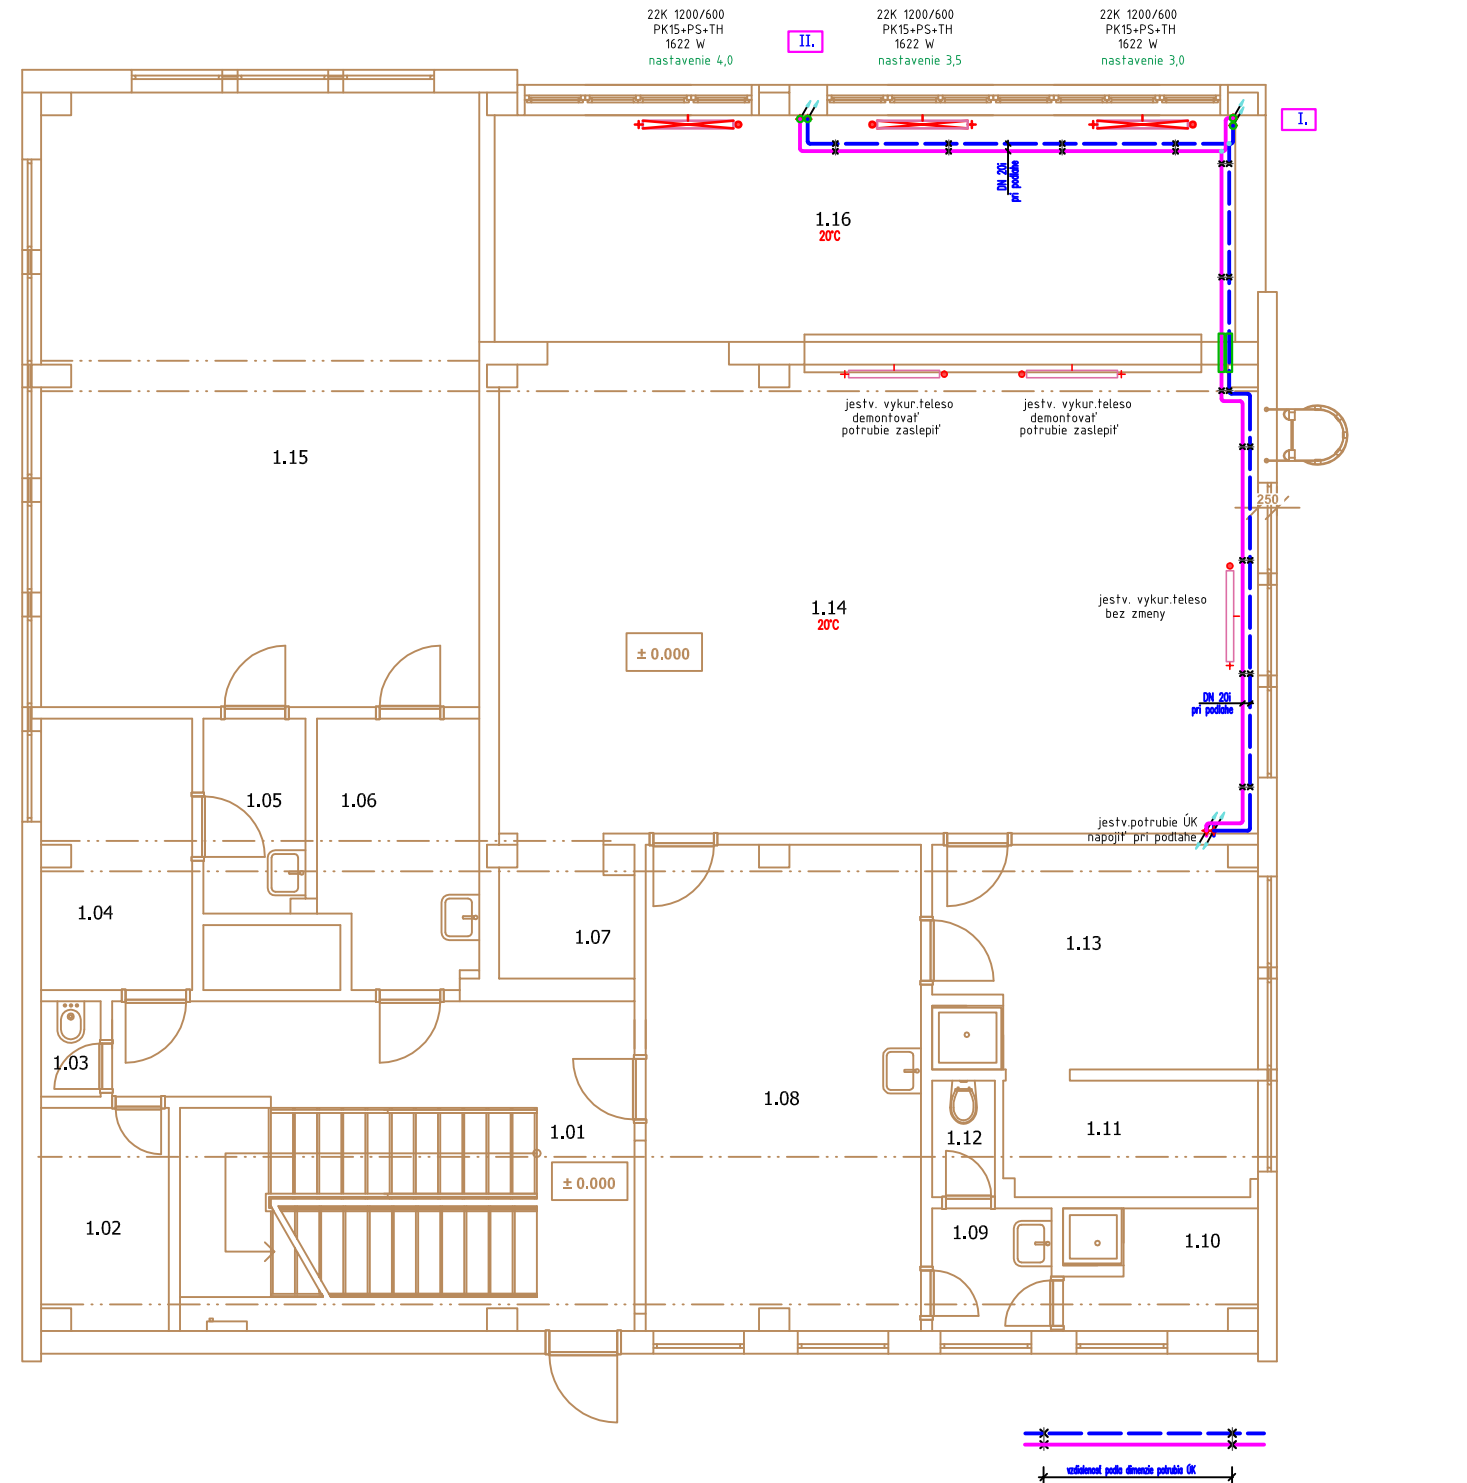 22K 1200/600
PK15+PS+TH
1622 W
nastavenie 4,0
II.
22K 1200/600
PK15+PS+TH
1622 W
nastavenie 3,5
22K 1200/600
PK15+PS+TH
1622 W
nastavenie 3,0
I.
DN 20i
pri podlahe
1.16
20°C
jestv. vykur.teleso
demontovať
potrubie zaslepiť
jestv. vykur.teleso
demontovať
potrubie zaslepiť
1.15
250
1.14
20°C
± 0.000
jestv. vykur.teleso
bez zmeny
DN 20i
pri podlahe
jestv.potrubie ÚK
napojiť pri podlahe
1.05
1.06
1.04
1.07
1.13
1.03
1.08
1.01
1.12
1.11
± 0.000
1.02
1.09
1.10
vzdialenosť podľa dimenzie potrubia ÚK